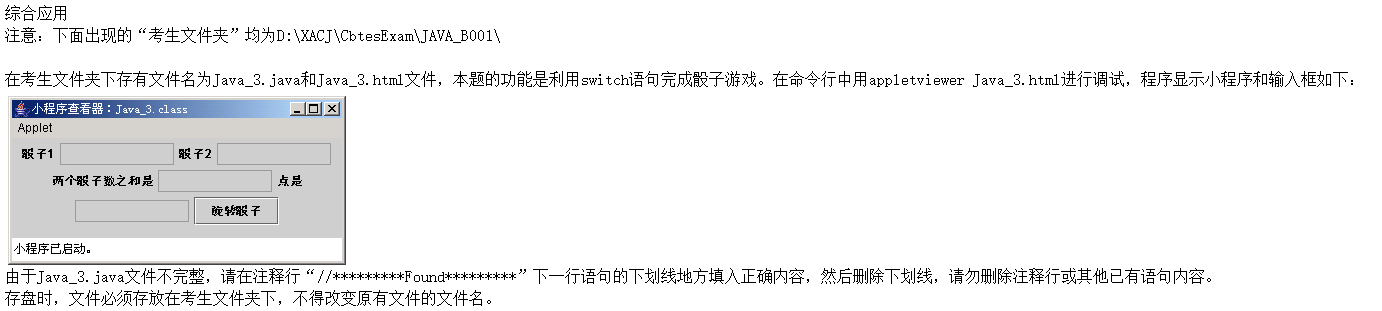 综合应用
注意：下面出现的“考生文件夹”均为D:\XACJ\CbtesExam\JAVA_B001\
在考生文件夹下存有文件名为Java_3.java和Java_3.html文件，本题的功能是利用switch语句完成骰子游戏。在命令行中用appletviewer Java_3.html进行调试，程序显示小程序和输入框如下：
小程序查看器：Java_3.class
Applet
骰子1 骰子2
两个骰子数之和是 点是
旋转骰子
小程序已启动。
由于Java_3.java文件不完整，请在注释行“//*********Found*********”下一行语句的下划线地方填入正确内容，然后删除下划线，请勿删除注释行或其他已有语句内容。
存盘时，文件必须存放在考生文件夹下，不得改变原有文件的文件名。